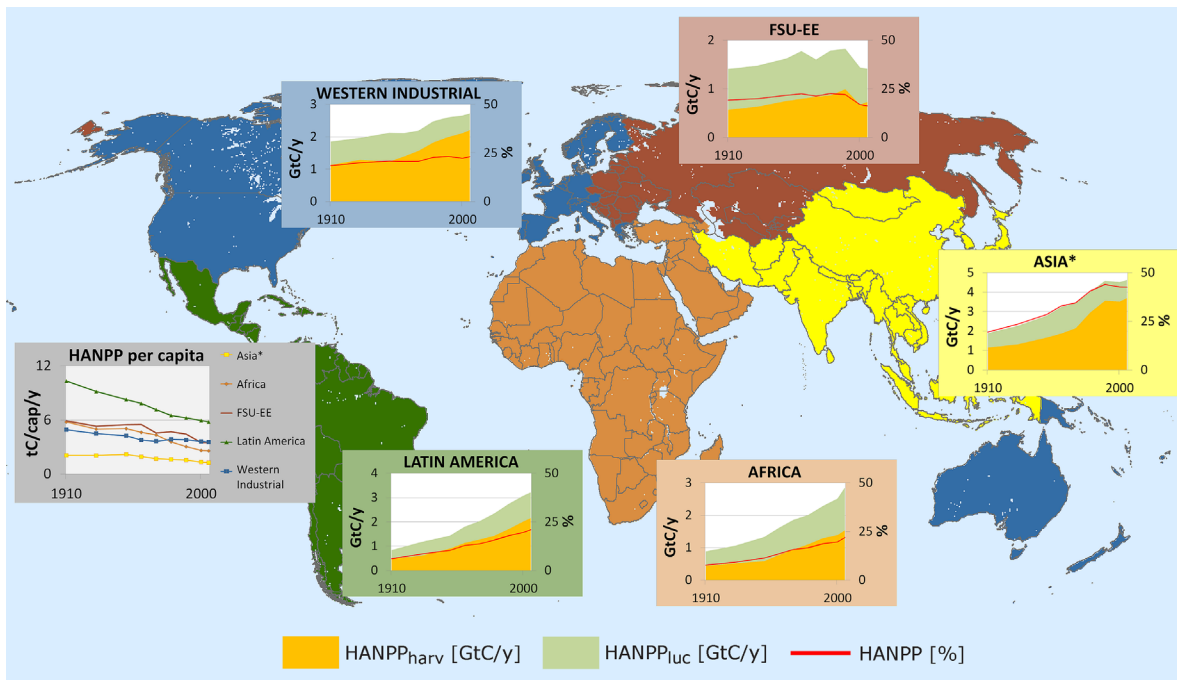 FSU-EE
2
1
0
GtC/y
50
25
0
%
1910
2000
WESTERN INDUSTRIAL
3
2
1
0
GtC/y
50
25
0
%
1910
2000
ASIA*
5
4
3
2
1
0
GtC/y
50
25
0
%
1910
2000
HANPP per capita
12
6
0
tC/cap/y
1910
2000
Asia*
Africa
FSU-EE
Latin America
Western
Industrial
LATIN AMERICA
4
3
2
1
0
GtC/y
50
25
0
%
1910
2000
AFRICA
3
2
1
0
GtC/y
50
25
0
%
1910
2000
HANPPharv [GtC/y]
HANPPluc [GtC/y]
HANPP [%]